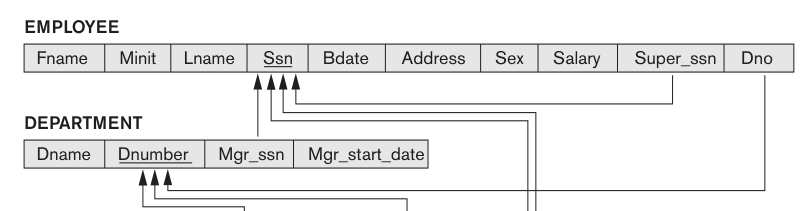 EMPLOYEE
Fname Minit Lname Ssn Bdate Address Sex Salary Super_ssn Dno
DEPARTMENT
Dname Dnumber Mgr_ssn Mgr_start_date